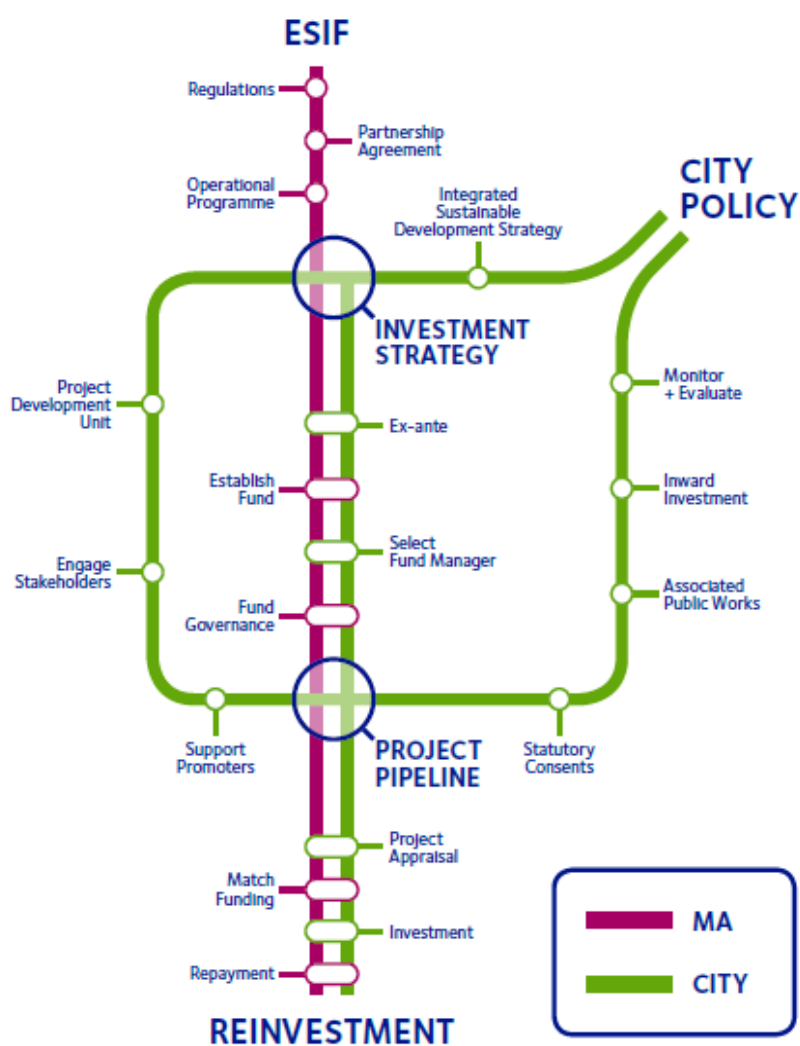 ESIF
Regulations
Partnership
Agreement
Operational
Programme
Integrated
Sustainable
Development Strategy
CITY
POLICY
INVESTMENT
STRATEGY
Project
Development
Unit
Monitor
+ Evaluate
Ex-ante
Establish
Fund
Inward
Investment
Select
Fund Manager
Engage
Stakeholders
Fund
Governance
Associated
Public Works
Support
Promoters
PROJECT
PIPELINE
Statutory
Consents
Project
Appraisal
Match
Funding
Investment
Repayment
MA
CITY
REINVESTMENT